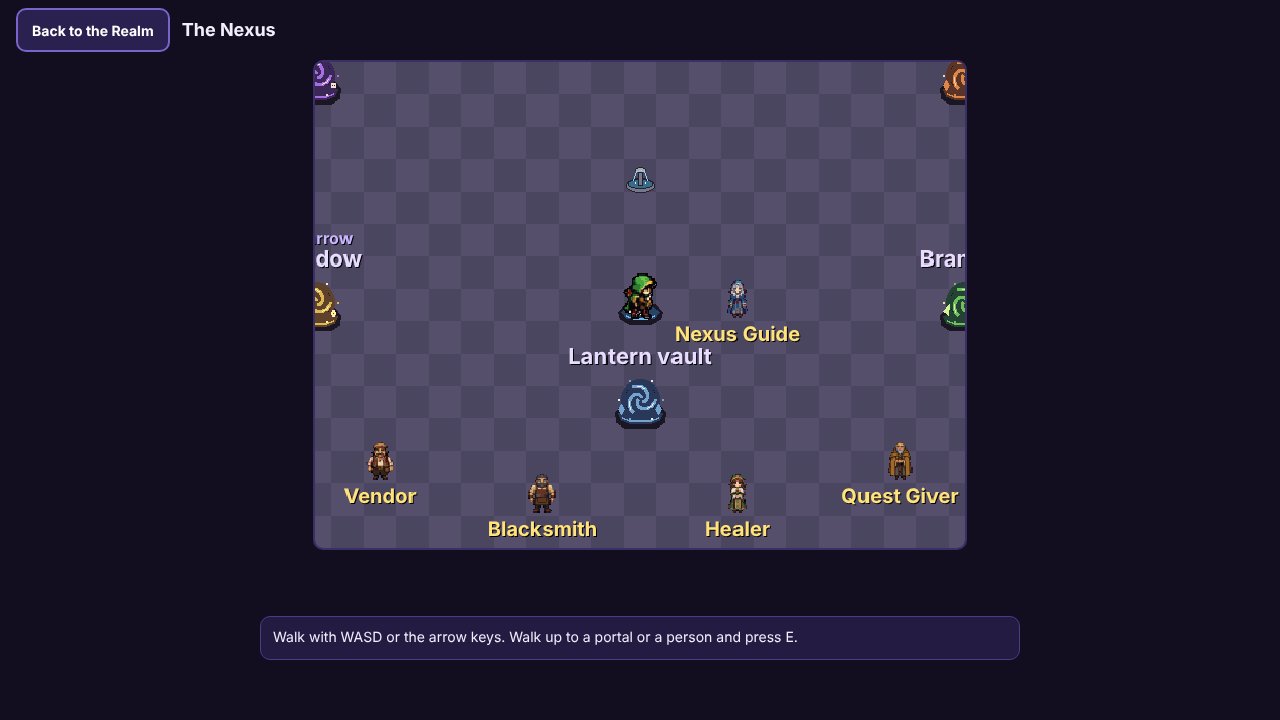 Back to the Realm
The Nexus
rrow
dow
Bran
Nexus Guide
Lantern vault
Vendor
Quest Giver
Blacksmith
Healer
Walk with WASD or the arrow keys. Walk up to a portal or a person and press E.